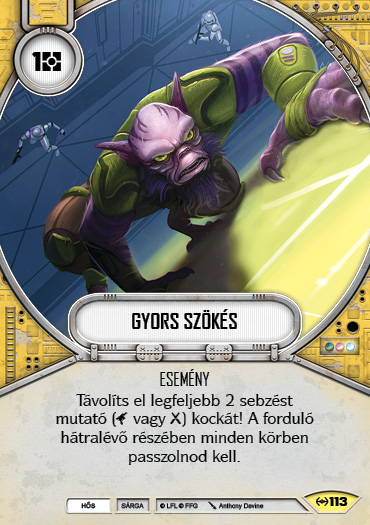 1
GYORS SZÖKÉS
ESEMÉNY
Távolíts el legfeljebb 2 sebzést
mutató ( vagy ) kockát! A forduló
hátralévő részében minden körben
passzolnod kell.
HŐS
SÁRGA
© LFL © FFG
Anthony Devine
113